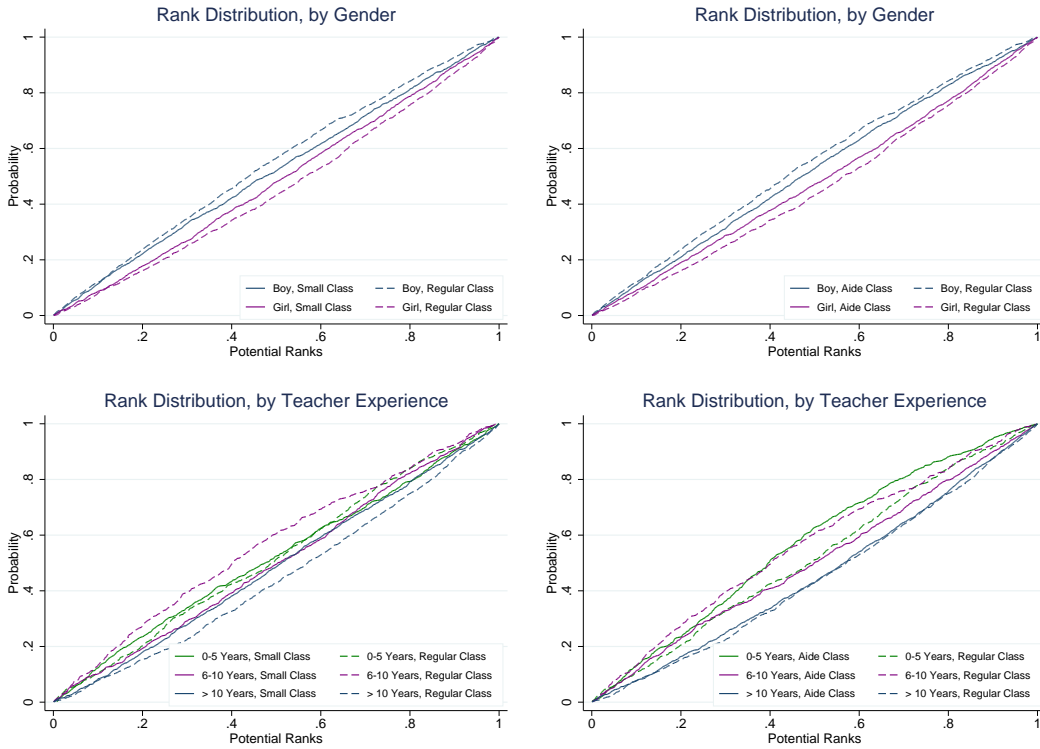 Rank Distribution, by Gender
Probability
1
.8
.6
.4
.2
0
Boy, Small Class
Boy, Regular Class
Girl, Small Class
Girl, Regular Class
0
.2
.4
.6
.8
1
Potential Ranks
Rank Distribution, by Gender
Probability
1
.8
.6
.4
.2
0
Boy, Aide Class
Boy, Regular Class
Girl, Aide Class
Girl, Regular Class
0
.2
.4
.6
.8
1
Potential Ranks
Rank Distribution, by Teacher Experience
Probability
1
.8
.6
.4
.2
0
0-5 Years, Small Class
0-5 Years, Regular Class
6-10 Years, Small Class
6-10 Years, Regular Class
> 10 Years, Small Class
> 10 Years, Regular Class
0
.2
.4
.6
.8
1
Potential Ranks
Rank Distribution, by Teacher Experience
Probability
1
.8
.6
.4
.2
0
0-5 Years, Aide Class
0-5 Years, Regular Class
6-10 Years, Aide Class
6-10 Years, Regular Class
> 10 Years, Aide Class
> 10 Years, Regular Class
0
.2
.4
.6
.8
1
Potential Ranks